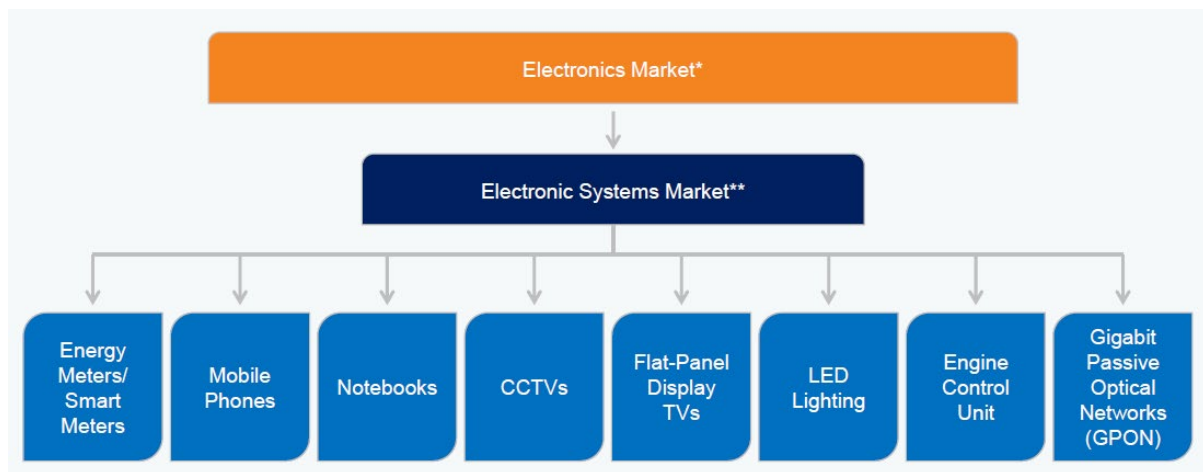 Electronics Market*
Electronic Systems Market**
Energy
Meters/
Smart
Meters
Mobile
Phones
Notebooks
CCTVs
Flat-Panel
Display
TVs
LED
Lighting
Engine
Control
Unit
Gigabit
Passive
Optical
Networks
(GPON)